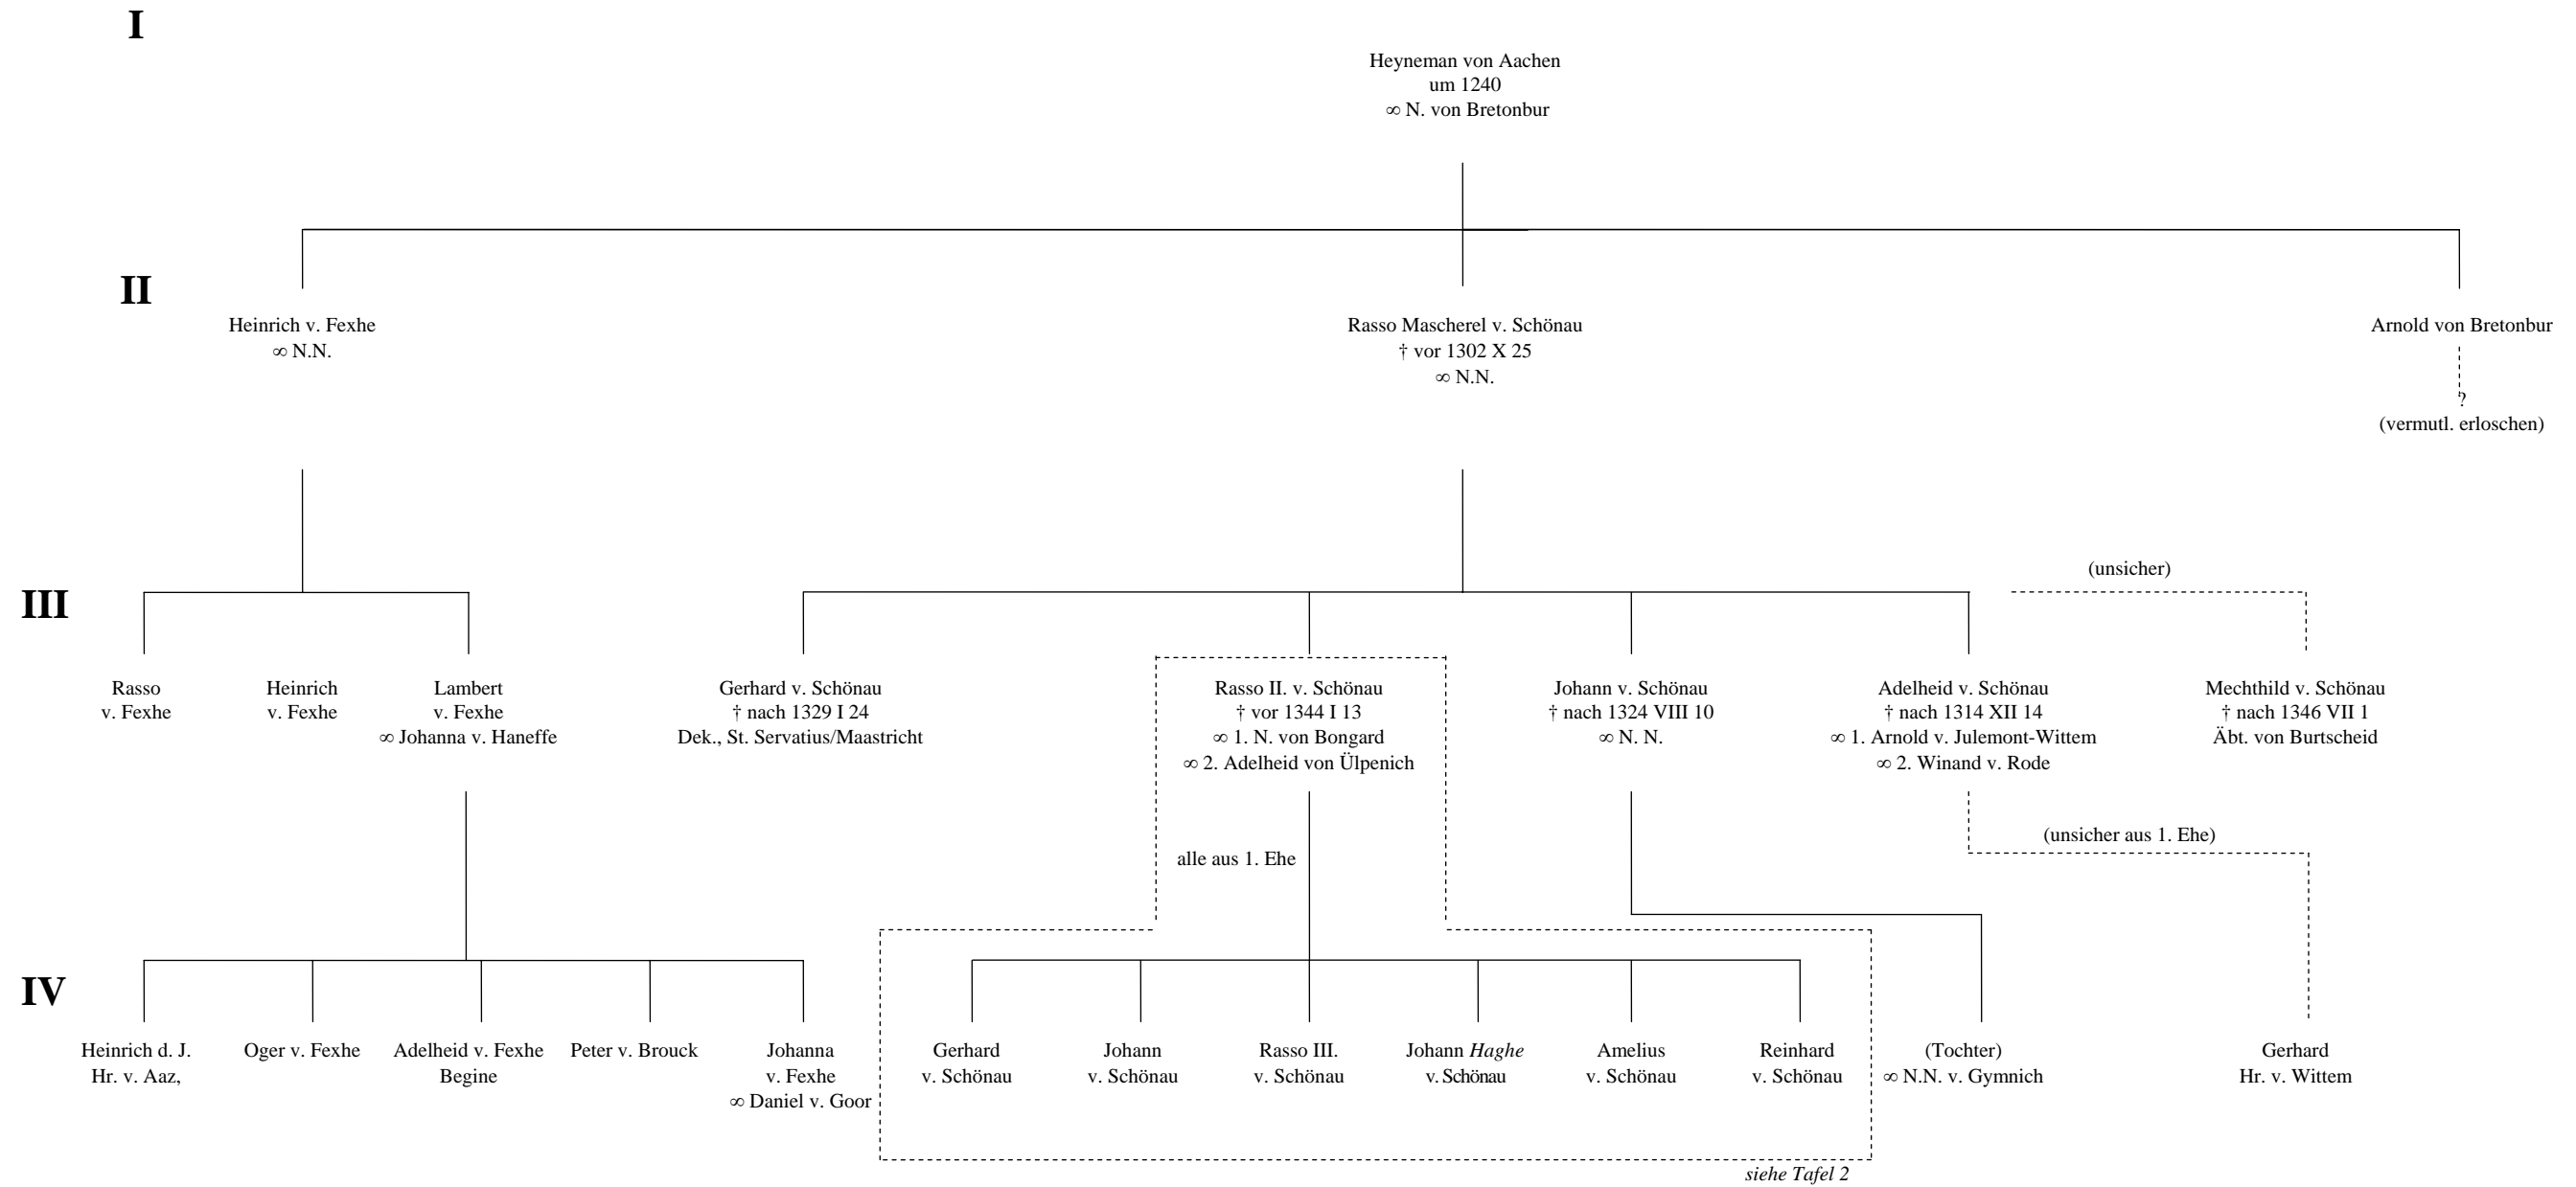 I
Heyneman von Aachen
um 1240
∞ N. von Bretonbur
II
Heinrich v. Fexhe
∞ N.N.
Rasso Mascherel v. Schönau
† vor 1302 X 25
∞ N.N.
Arnold von Bretonbur
?
(vermutl. erloschen)
III
(unsicher)
Rasso
v. Fexhe
Heinrich
v. Fexhe
Lambert
v. Fexhe
∞ Johanna v. Haneffe
Gerhard v. Schönau
† nach 1329 I 24
Dek., St. Servatius/Maastricht
Rasso II. v. Schönau
† vor 1344 I 13
∞ 1. N. von Bongard
∞ 2. Adelheid von Ülpenich
Johann v. Schönau
† nach 1324 VIII 10
∞ N. N.
Adelheid v. Schönau
† nach 1314 XII 14
∞ 1. Arnold v. Julemont-Wittem
∞ 2. Winand v. Rode
Mechthild v. Schönau
† nach 1346 VII 1
Äbt. von Burtscheid
alle aus 1. Ehe
(unsicher aus 1. Ehe)
IV
Heinrich d. J.
Hr. v. Aaz,
Oger v. Fexhe
Adelheid v. Fexhe
Begine
Peter v. Brouck
Johanna
v. Fexhe
∞ Daniel v. Goor
Gerhard
v. Schönau
Johann
v. Schönau
Rasso III.
v. Schönau
Johann Haghe
v. Schönau
Amelius
v. Schönau
Reinhard
v. Schönau
(Tochter)
∞ N.N. v. Gymnich
Gerhard
Hr. v. Wittem
siehe Tafel 2